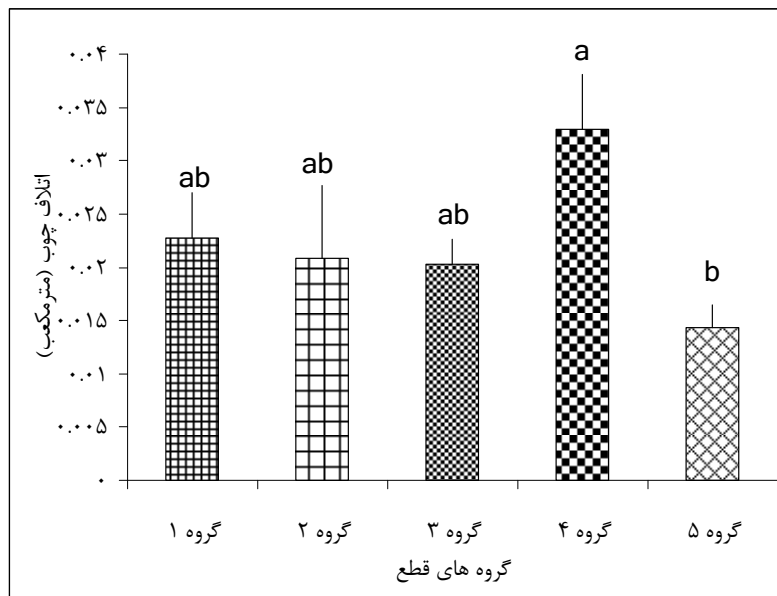 ۰.۰۴
۰.۰۳۵
۰.۰۳
۰.۰۲۵
۰.۰۲
۰.۰۱۵
۰.۰۱
۰.۰۰۵
۰
اتلاف چوب (مترمکعب)
ab
ab
ab
a
b
گروه ۱
گروه ۲
گروه ۳
گروه ۴
گروه ۵
گروه های قطع